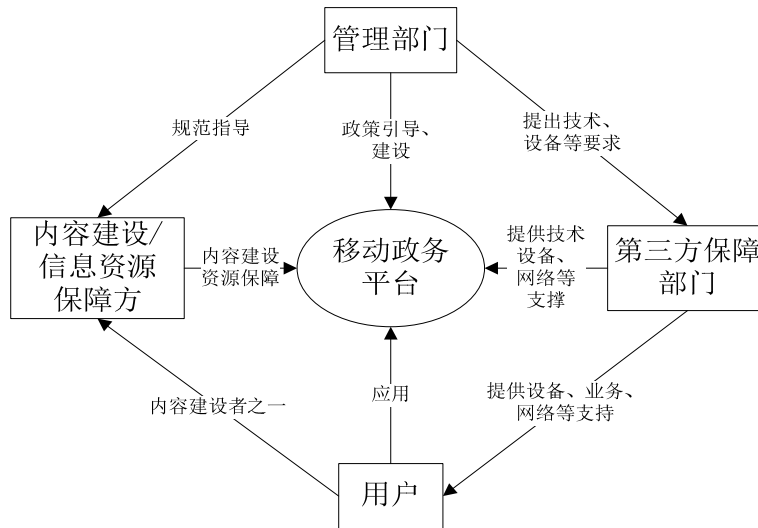 管理部门
规范指导
政策引导、
建设
提出技术、
设备等要求
内容建设/
信息资源
保障方
内容建设
资源保障
移动政务
平台
提供技术
设备、
网络等
支撑
第三方保障
部门
内容建设者之一
应用
提供设备、业务、
网络等支持
用户